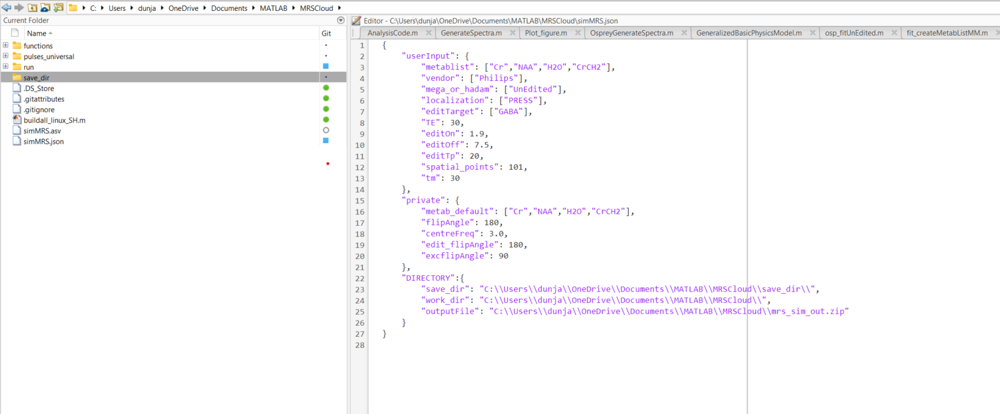 C: Users dunja OneDrive Documents MATLAB MRSCloud
Current Folder
Name Git
functions
pulses_universal
run
save_dir
.DS_Store
.gitattributes
.gitignore
buildall_linux_SH.m
simMRS.asv
simMRS.json
Editor - C:\Users\dunja\OneDrive\Documents\MATLAB\MRSCloud\simMRS.json
AnalysisCode.m GenerateSpectra.m Plot_figure.m OspreyGenerateSpectra.m GeneralizedBasicPhysicsModel.m osp_fitUnEdited.m fit_createMetabListMM.m
1 {
2 "userInput": {
3 "metablist": ["Cr","NAA","H2O","CrCH2"],
4 "vendor": ["Philips"],
5 "mega_or_hadam": ["UnEdited"],
6 "localization": ["PRESS"],
7 "editTarget": ["GABA"],
8 "TE": 30,
9 "editOn": 1.9,
10 "editOff": 7.5,
11 "editTp": 20,
12 "spatial_points": 101,
13 "tm": 30
14 },
15 "private": {
16 "metab_default": ["Cr","NAA","H2O","CrCH2"],
17 "flipAngle": 180,
18 "centreFreq": 3.0,
19 "edit_flipAngle": 180,
20 "excflipAngle": 90
21 },
22 "DIRECTORY":{
23 "save_dir": "C:\\Users\\dunja\\OneDrive\\Documents\\MATLAB\\MRSCloud\\save_dir\\",
24 "work_dir": "C:\\Users\\dunja\\OneDrive\\Documents\\MATLAB\\MRSCloud\\",
25 "outputFile": "C:\\Users\\dunja\\OneDrive\\Documents\\MATLAB\\MRSCloud\\mrs_sim_out.zip"
26 }
27 }
28